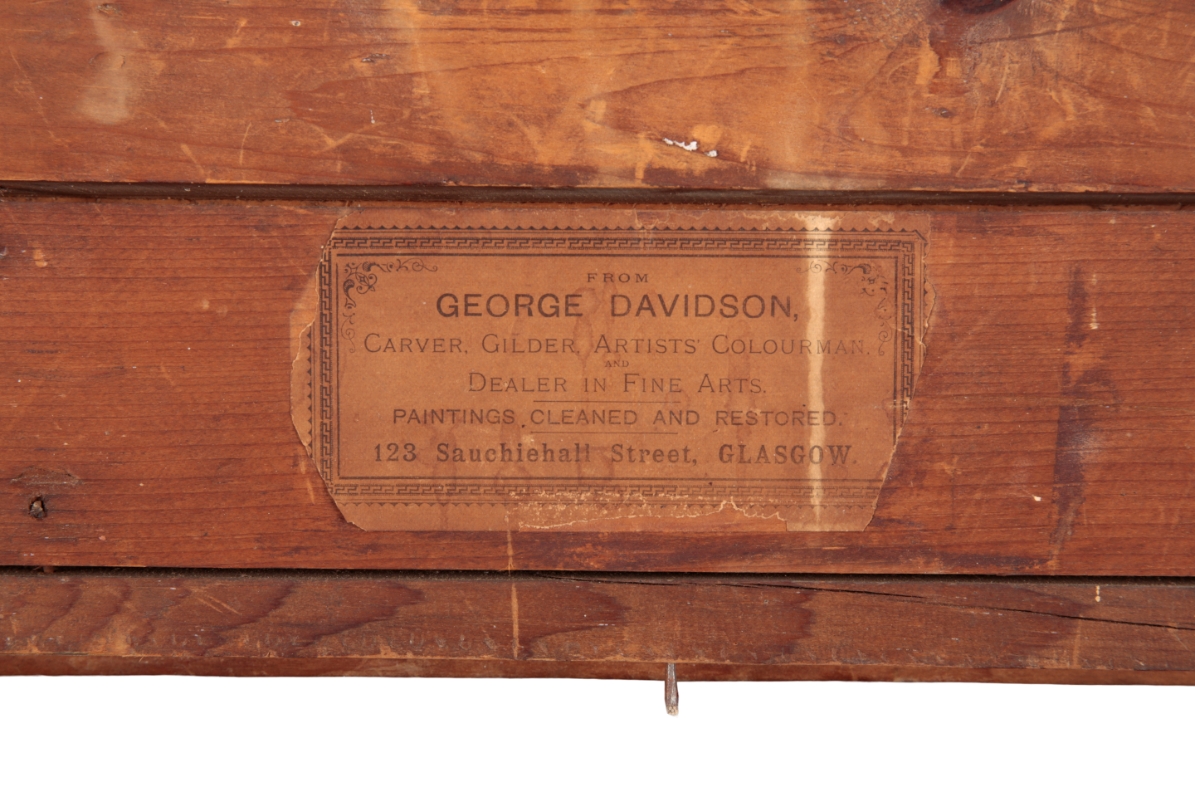 FROM
GEORGE DAVIDSON,
CARVER, GILDER, ARTISTS' COLOURMAN,
AND
DEALER IN FINE ARTS.
PAINTINGS CLEANED AND RESTORED.
123 Sauchiehall Street, GLASGOW.